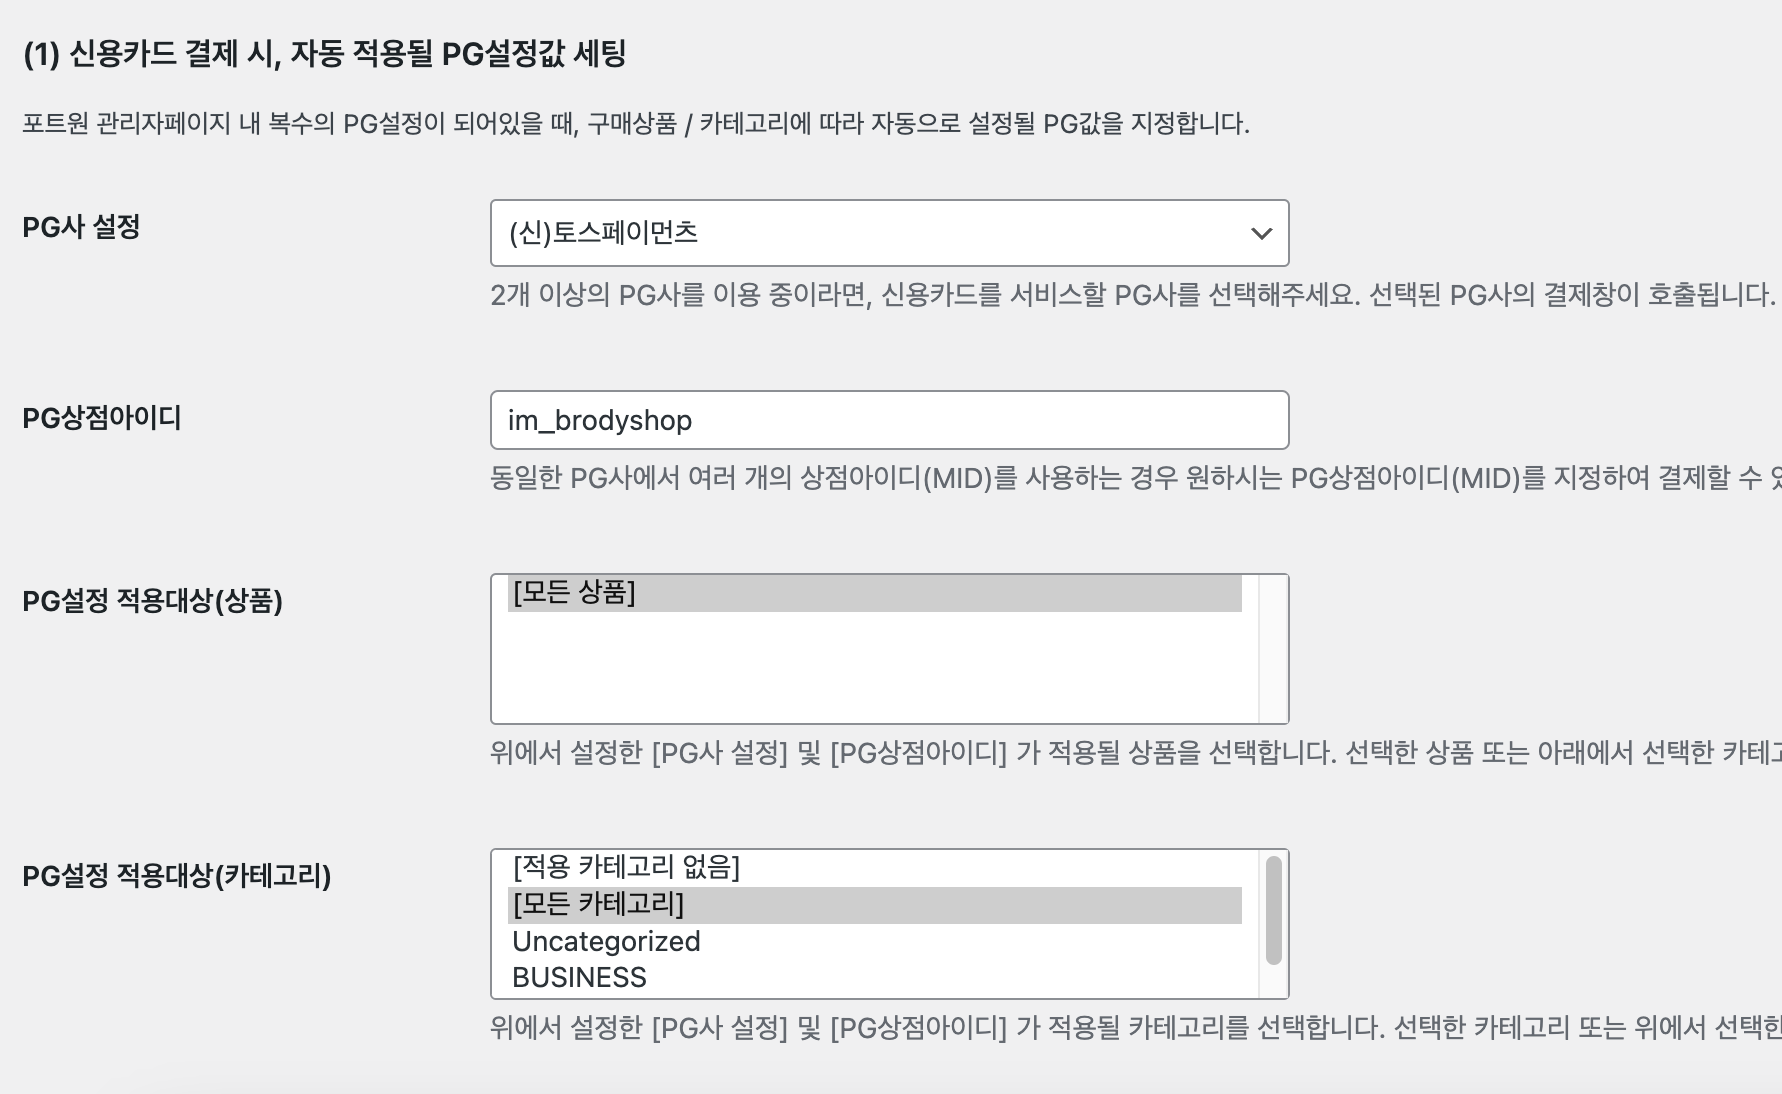 (1) 신용카드 결제 시, 자동 적용될 PG설정값 세팅
포트원 관리자페이지 내 복수의 PG설정이 되어있을 때, 구매상품 / 카테고리에 따라 자동으로 설정될 PG값을 지정합니다.
PG사 설정
(신)토스페이먼츠
2개 이상의 PG사를 이용 중이라면, 신용카드를 서비스할 PG사를 선택해주세요. 선택된 PG사의 결제창이 호출됩니다.
PG상점아이디
im_brodyshop
동일한 PG사에서 여러 개의 상점아이디(MID)를 사용하는 경우 원하시는 PG상점아이디(MID)를 지정하여 결제할 수
PG설정 적용대상(상품)
[모든 상품]
위에서 설정한 [PG사 설정] 및 [PG상점아이디] 가 적용될 상품을 선택합니다. 선택한 상품 또는 아래에서 선택한
PG설정 적용대상(카테고리)
[적용 카테고리 없음]
[모든 카테고리]
Uncategorized
BUSINESS
위에서 설정한 [PG사 설정] 및 [PG상점아이디] 가 적용될 카테고리를 선택합니다. 선택한 카테고리 또는 위에서